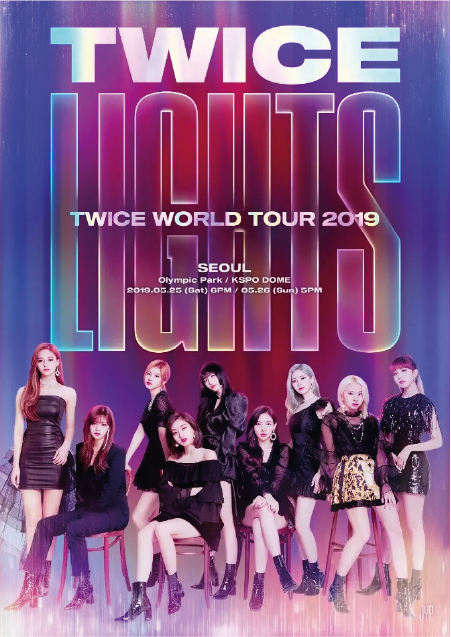 TWICE
LIGHTS
TWICE WORLD TOUR 2019
SEOUL
Olympic Park / KSPO DOME
2019.05.25 (Sat) 6PM / 05.26 (Sun) 5PM
JYP